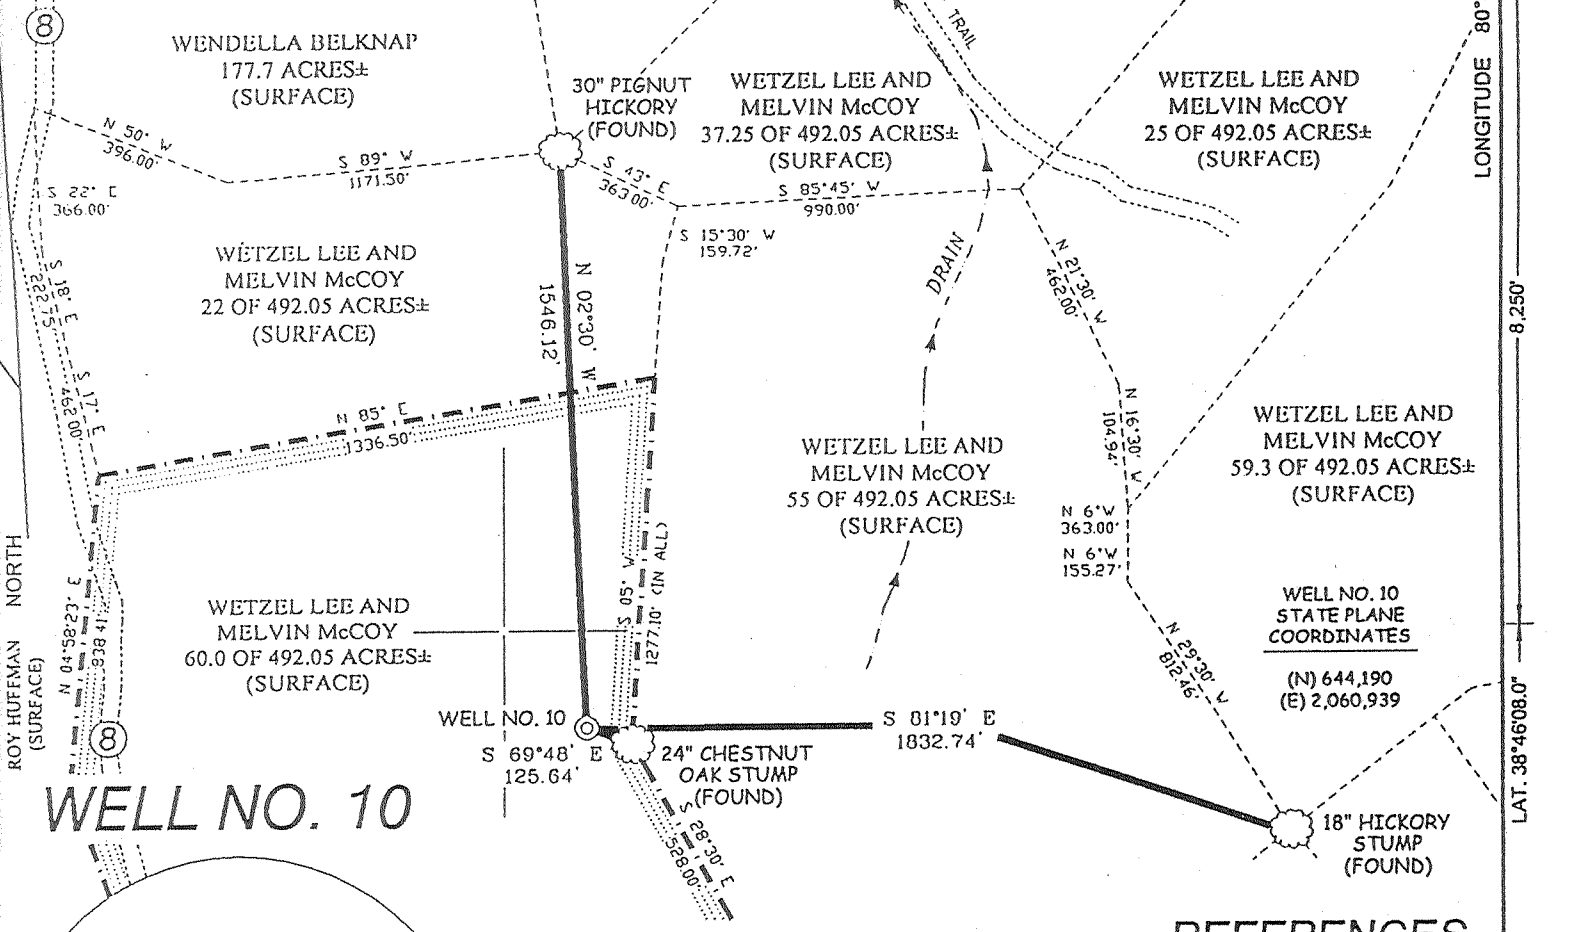 8
WENDELLA BELKNAP
177.7 ACRES±
(SURFACE)
30" PIGNUT
HICKORY
(FOUND)
WETZEL LEE AND
MELVIN McCOY
37.25 OF 492.05 ACRES±
(SURFACE)
TRAIL
WETZEL LEE AND
MELVIN McCOY
25 OF 492.05 ACRES±
(SURFACE)
LONGITUDE 80°
N 50° W
396.00'
S 89° W
1171.50'
S 43° E
363.00'
S 85°45' W
990.00'
S 22° E
366.00'
S 15°30' W
159.72'
WETZEL LEE AND
MELVIN McCOY
22 OF 492.05 ACRES±
(SURFACE)
S 18° E
222.75'
N 02°30' W
1546.12'
DRAIN
N 21°30' W
462.00'
8,250'
S 17° E
462.00'
N 85° E
1336.50'
N 16°30' W
104.94'
WETZEL LEE AND
MELVIN McCOY
55 OF 492.05 ACRES±
(SURFACE)
WETZEL LEE AND
MELVIN McCOY
59.3 OF 492.05 ACRES±
(SURFACE)
N 6°W
363.00'
N 6°W
155.27'
NORTH
ROY HUFFMAN
(SURFACE)
N 04°58'23" E
838.41'
WETZEL LEE AND
MELVIN McCOY
60.0 OF 492.05 ACRES±
(SURFACE)
S 05° W
1277.10' (IN ALL)
WELL NO. 10
STATE PLANE
COORDINATES
(N) 644,190
(E) 2,060,939
N 29°30' W
812.46'
LAT. 38°46'08.0"
8
WELL NO. 10
S 69°48' E
125.64'
S 81°19' E
1832.74'
24" CHESTNUT
OAK STUMP
(FOUND)
WELL NO. 10
S 28°30' E
528.00'
18" HICKORY
STUMP
(FOUND)
REFERENCES